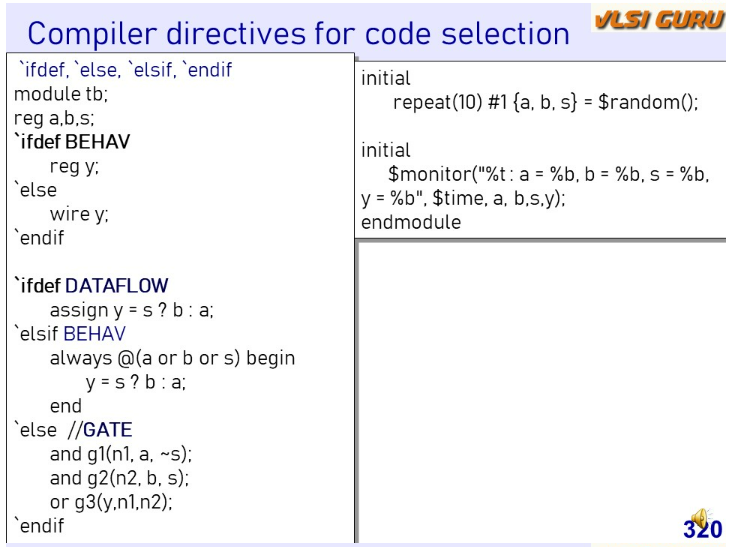 Compiler directives for code selection
VLSI GURU
`ifdef, `else, `elsif, `endif
module tb;
reg a,b,s;
`ifdef BEHAV
reg y;
`else
wire y;
`endif
`ifdef DATAFLOW
assign y = s ? b : a;
`elsif BEHAV
always @(a or b or s) begin
y = s ? b : a;
end
`else //GATE
and g1(n1, a, ~s);
and g2(n2, b, s);
or g3(y,n1,n2);
`endif
initial
repeat(10) #1 {a, b, s} = $random();
initial
$monitor("%t : a = %b, b = %b, s = %b,
y = %b", $time, a, b,s,y);
endmodule
320